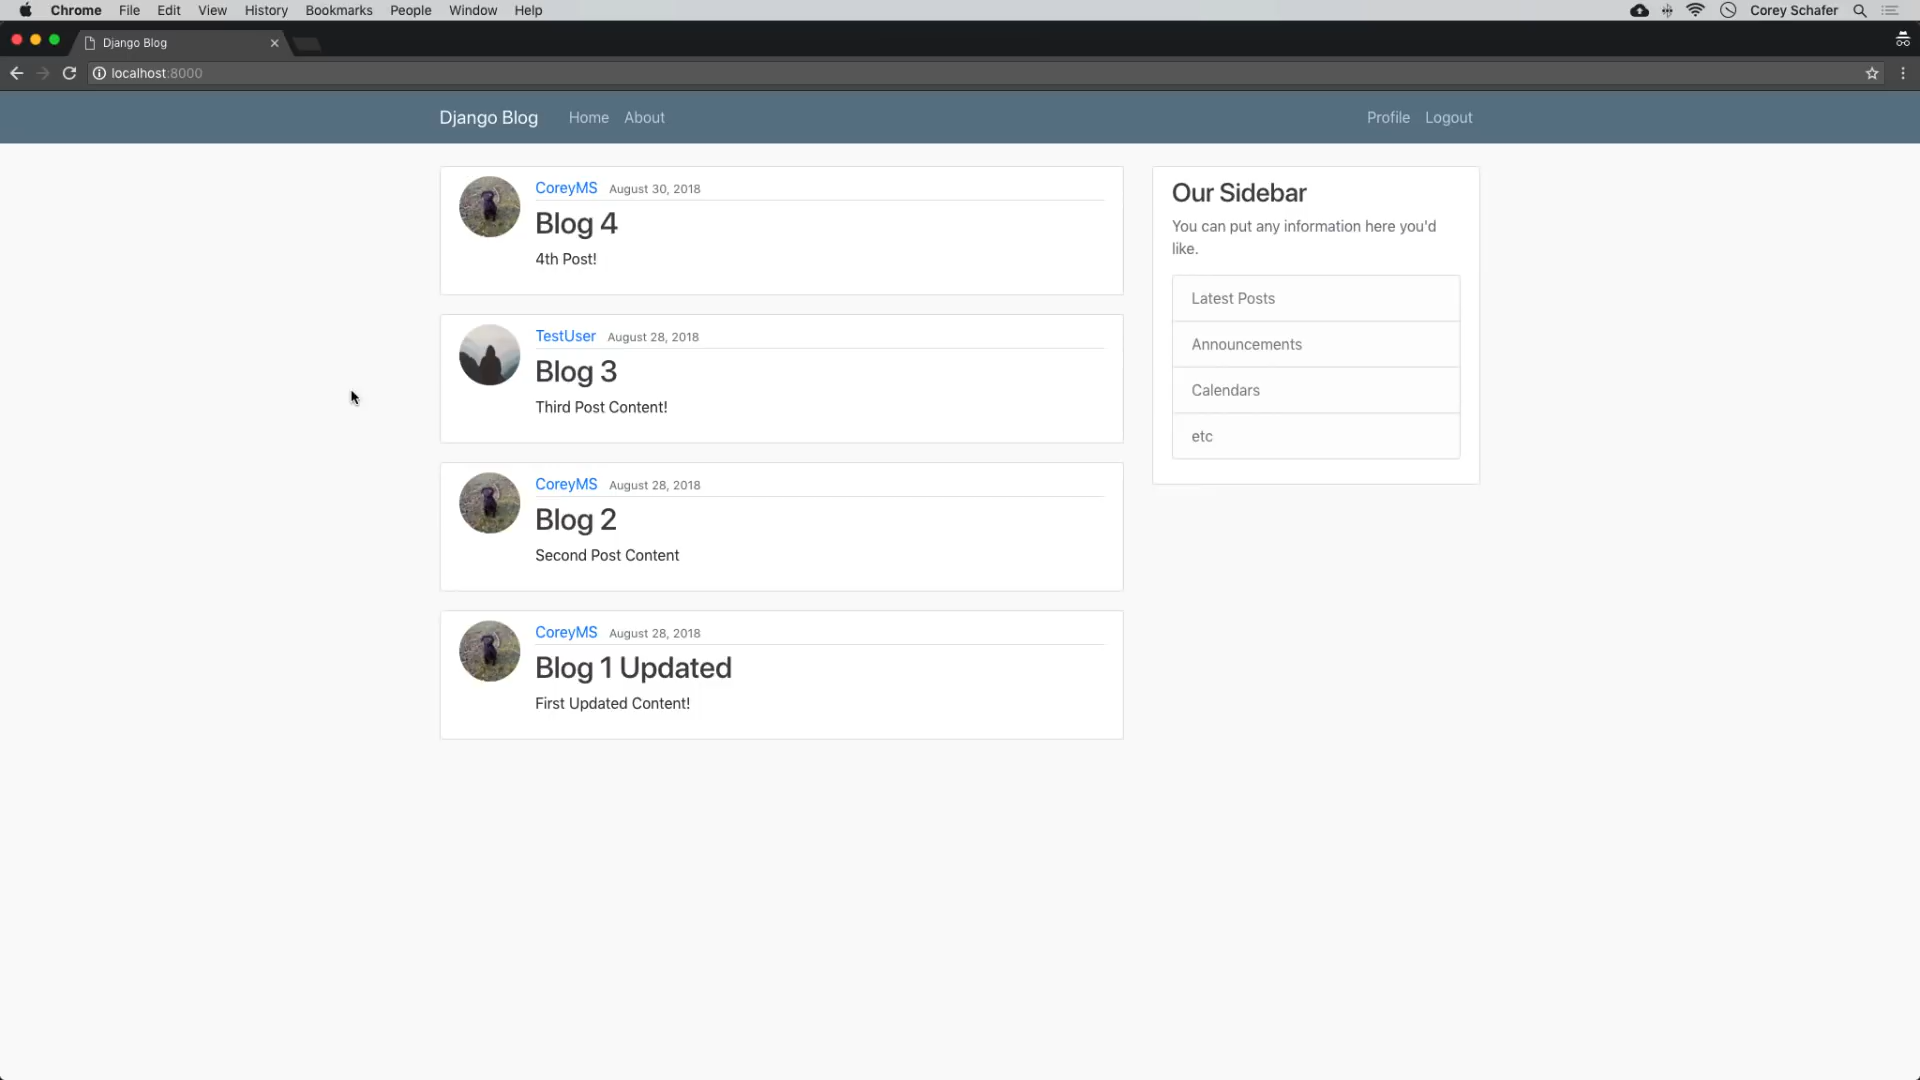 Chrome File Edit View History Bookmarks People Window Help Corey Schafer
Django Blog
localhost:8000
Django Blog Home About Profile Logout
CoreyMS August 30, 2018
Blog 4
4th Post!
TestUser August 28, 2018
Blog 3
Third Post Content!
CoreyMS August 28, 2018
Blog 2
Second Post Content
CoreyMS August 28, 2018
Blog 1 Updated
First Updated Content!
Our Sidebar
You can put any information here you'd
like.
Latest Posts
Announcements
Calendars
etc